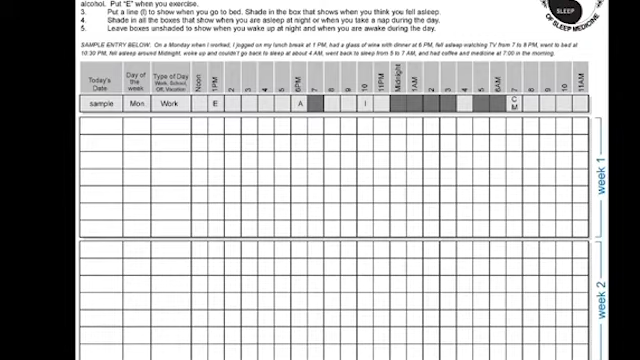 alcohol. Put "E" when you exercise.
3. Put a line (l) to show when you go to bed. Shade in the box that shows when you think you fell asleep.
4. Shade in all the boxes that show when you are asleep at night or when you take a nap during the day.
5. Leave boxes unshaded to show when you wake up at night and when you are awake during the day.
SLEEP
OF SLEEP MEDICINE
SAMPLE ENTRY BELOW: On a Monday when I worked, I jogged on my lunch break at 1 PM, had a glass of wine with dinner at 6 PM, fell asleep watching TV from 7 to 8 PM, went to bed at
10:30 PM, fell asleep around Midnight, woke up and couldn't go back to sleep at about 4 AM, went back to sleep from 5 to 7 AM, and had coffee and medicine at 7:00 in the morning.
Today's Date Day of the week Type of Day Work, School, Off, Vacation Noon 1PM 2 3 4 5 6PM 7 8 9 10 11PM Midnight 1AM 2 3 4 5 6AM 7 8 9 10 11AM
sample Mon Work E A I C M
week 1
week 2